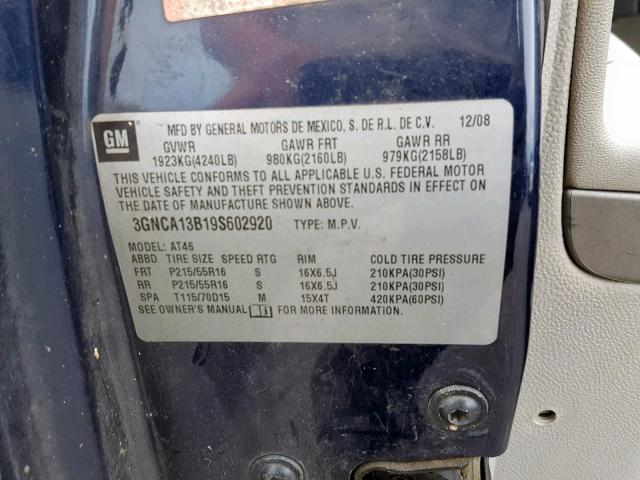 GM
MFD BY GENERAL MOTORS DE MEXICO, S. DE R.L. DE C.V. 12/08
GVWR GAWR FRT GAWR RR
1923KG(4240LB) 980KG(2160LB) 979KG(2158LB)
THIS VEHICLE CONFORMS TO ALL APPLICABLE U.S. FEDERAL MOTOR
VEHICLE SAFETY AND THEFT PREVENTION STANDARDS IN EFFECT ON
THE DATE OF MANUFACTURE SHOWN ABOVE.
3GNCA13B19S602920 TYPE: M.P.V.
MODEL: AT46
ABBD TIRE SIZE SPEED RTG RIM COLD TIRE PRESSURE
FRT P215/55R16 S 16X6.5J 210KPA(30PSI)
RR P215/55R16 S 16X6.5J 210KPA(30PSI)
SPA T115/70D15 M 15X4T 420KPA(60PSI)
SEE OWNER'S MANUAL FOR MORE INFORMATION.